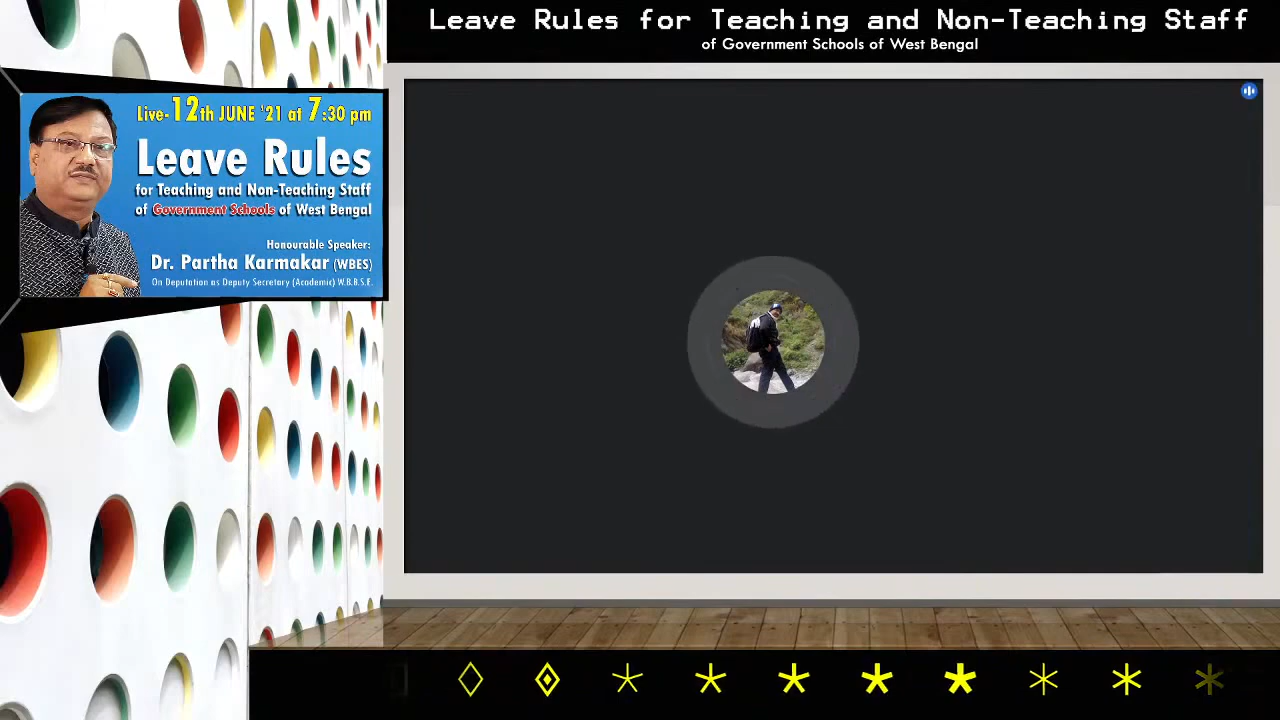 Leave Rules for Teaching and Non-Teaching Staff
of Government Schools of West Bengal
Live-12th JUNE '21 at 7:30 pm
Leave Rules
for Teaching and Non-Teaching Staff
of Government Schools of West Bengal
Honourable Speaker:
Dr. Partha Karmakar (WBES)
On Deputation as Deputy Secretary (Academic) W.B.B.S.E.